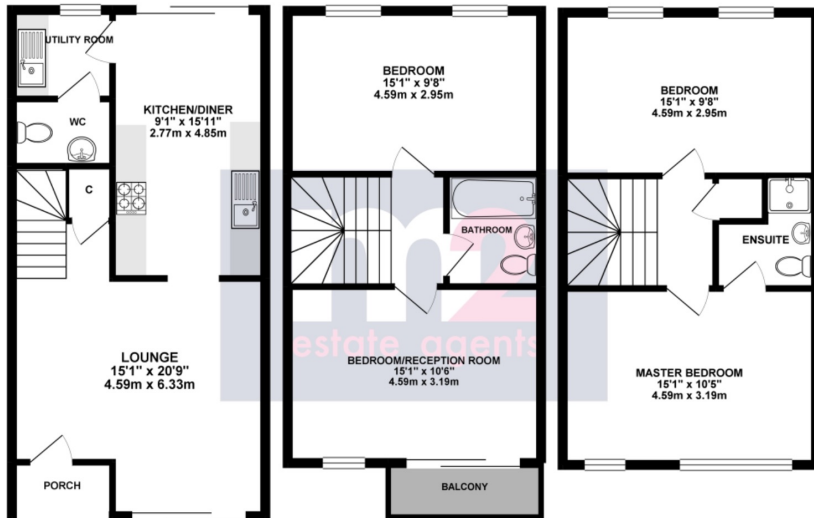 UTILITY ROOM
WC
C
KITCHEN/DINER
9'1" x 15'11"
2.77m x 4.85m
LOUNGE
15'1" x 20'9"
4.59m x 6.33m
PORCH
BEDROOM
15'1" x 9'8"
4.59m x 2.95m
BATHROOM
BEDROOM/RECEPTION ROOM
15'1" x 10'6"
4.59m x 3.19m
BALCONY
BEDROOM
15'1" x 9'8"
4.59m x 2.95m
ENSUITE
MASTER BEDROOM
15'1" x 10'5"
4.59m x 3.19m
m2
estate agents